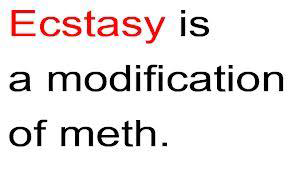 Ecstasy is
a modification
of meth.